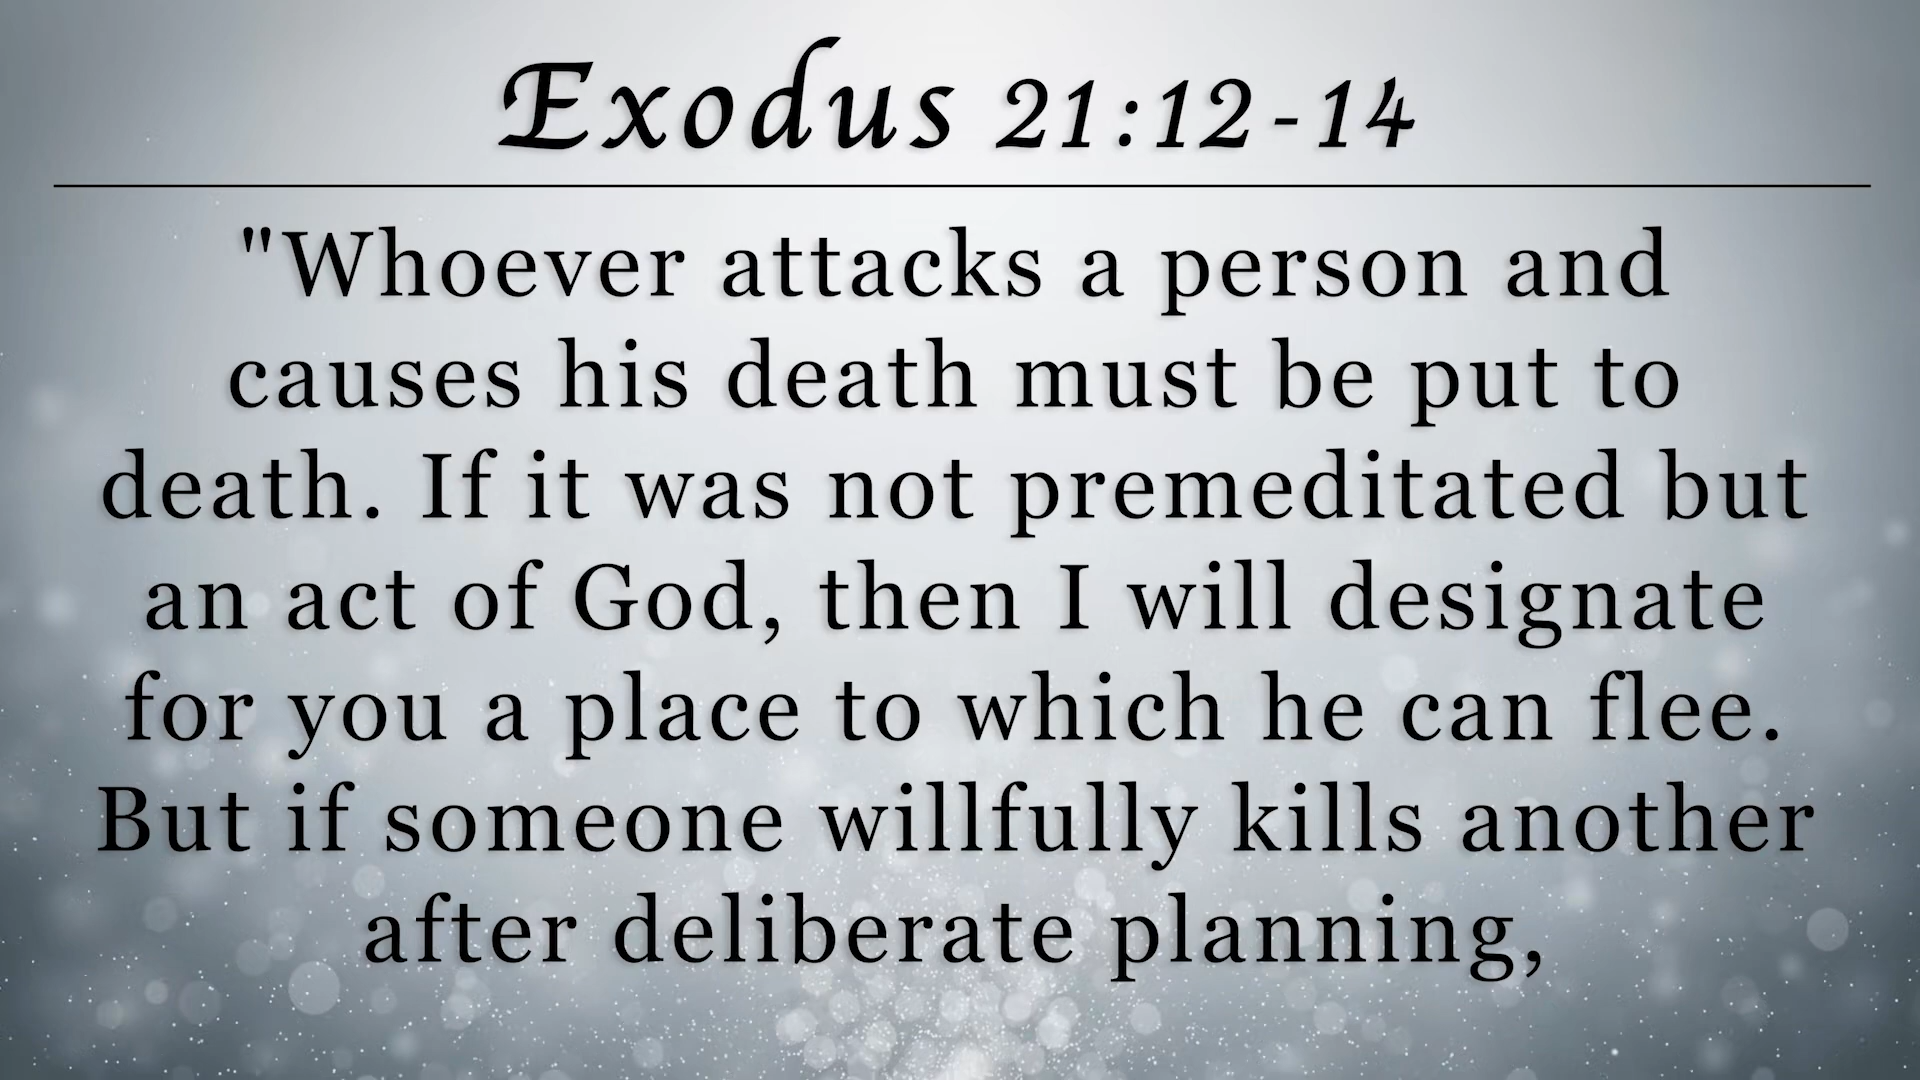 Exodus 21:12-14
"Whoever attacks a person and
causes his death must be put to
death. If it was not premeditated but
an act of God, then I will designate
for you a place to which he can flee.
But if someone willfully kills another
after deliberate planning,